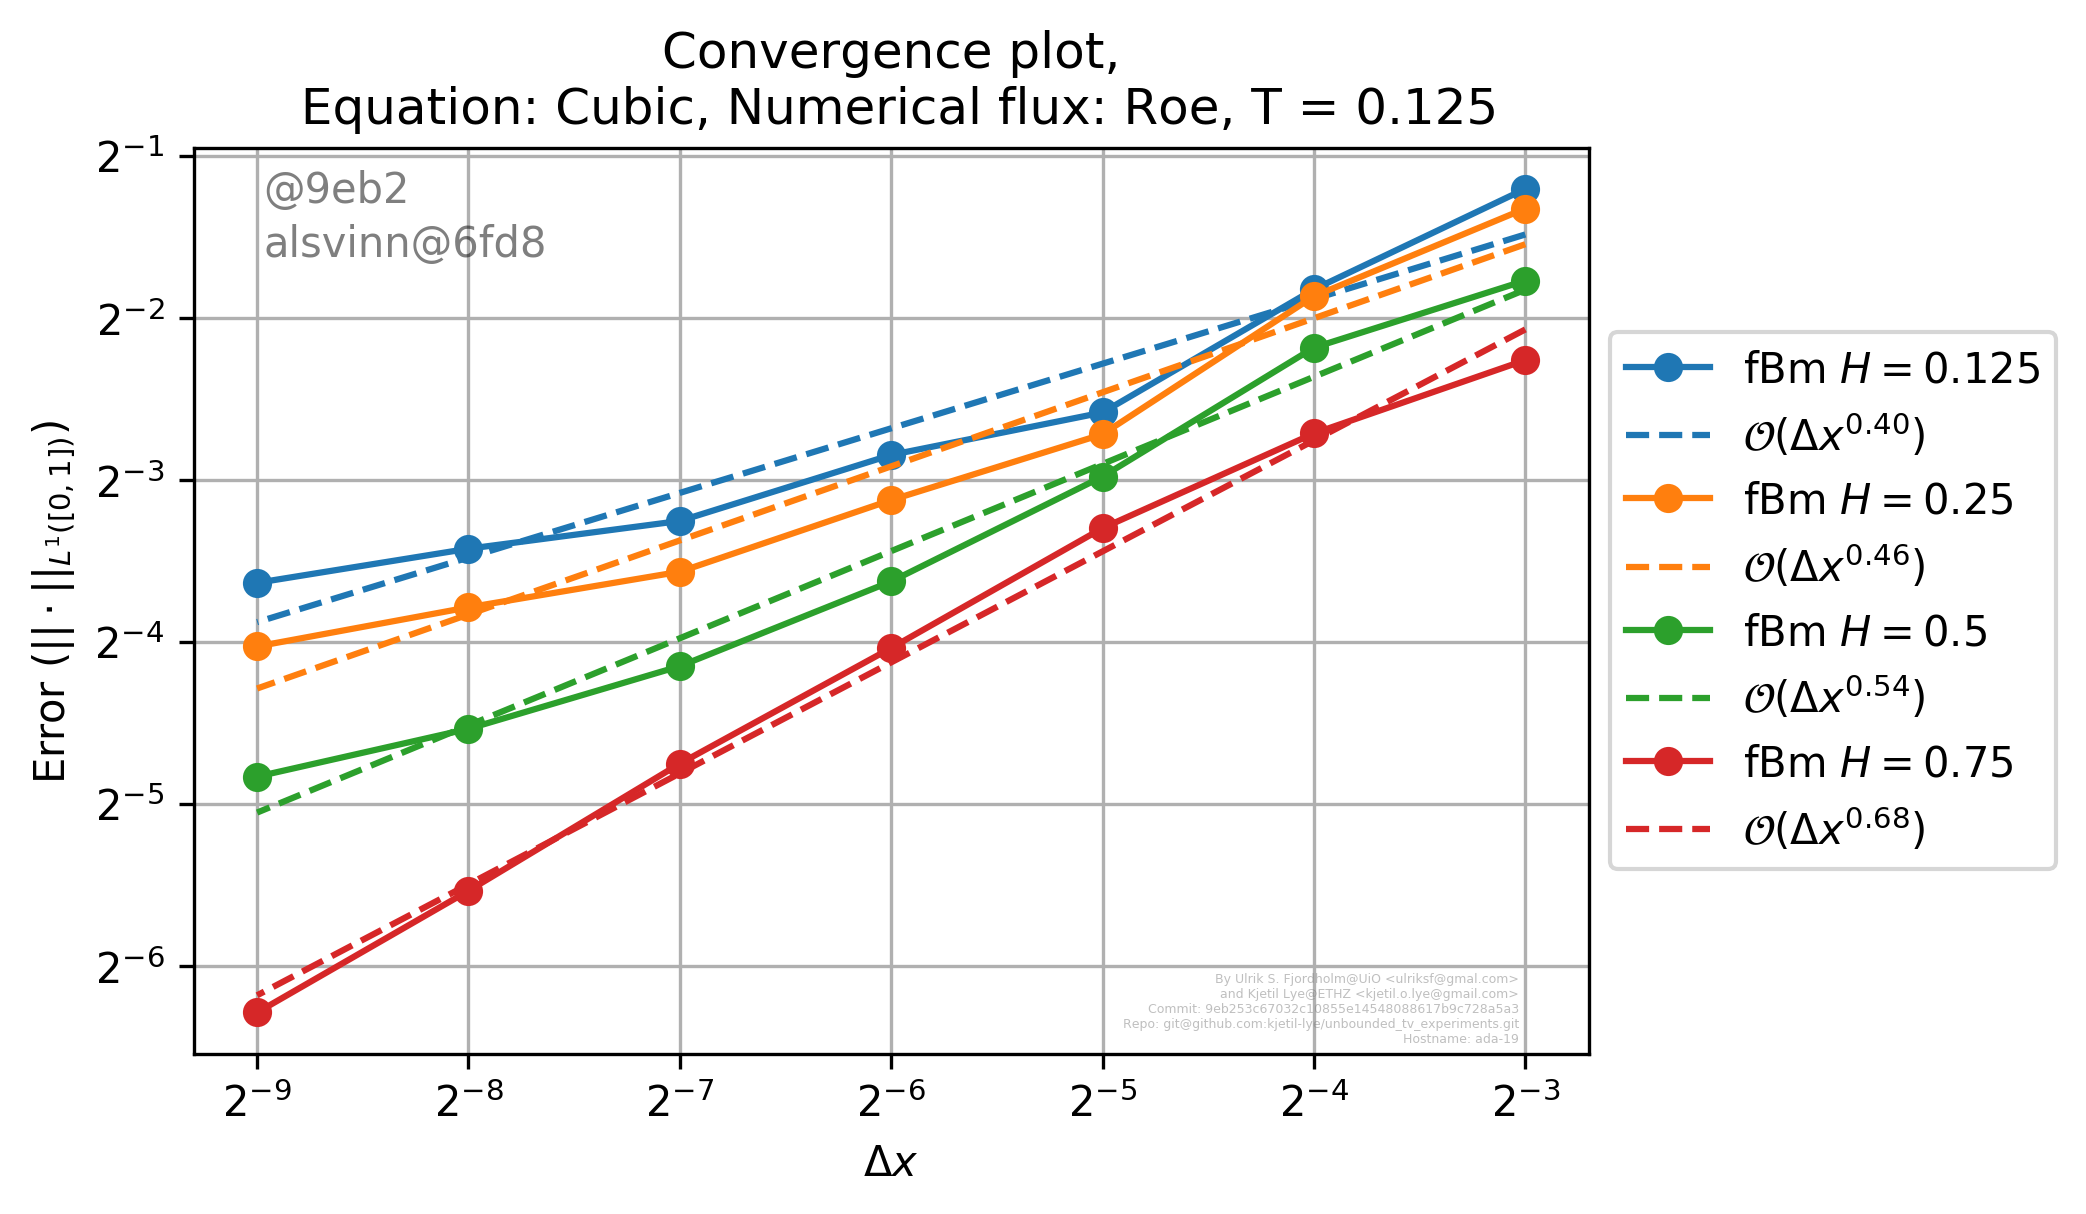 Convergence plot,
Equation: Cubic, Numerical flux: Roe, T = 0.125
@9eb2
alsvinn@6fd8
2⁻¹
2⁻²
2⁻³
2⁻⁴
2⁻⁵
2⁻⁶
Error (||·||_{L¹([0,1])})
2⁻⁹ 2⁻⁸ 2⁻⁷ 2⁻⁶ 2⁻⁵ 2⁻⁴ 2⁻³
Δx
fBm H = 0.125
𝒪(Δx^{0.40})
fBm H = 0.25
𝒪(Δx^{0.46})
fBm H = 0.5
𝒪(Δx^{0.54})
fBm H = 0.75
𝒪(Δx^{0.68})
By Ulrik S. Fjordholm@UiO <ulriksf@gmal.com>
and Kjetil Lye@ETHZ <kjetil.o.lye@gmail.com>
Commit: 9eb253c67032c10855e14548088617b9c728a5a3
Repo: git@github.com:kjetil-lye/unbounded_tv_experiments.git
Hostname: ada-19